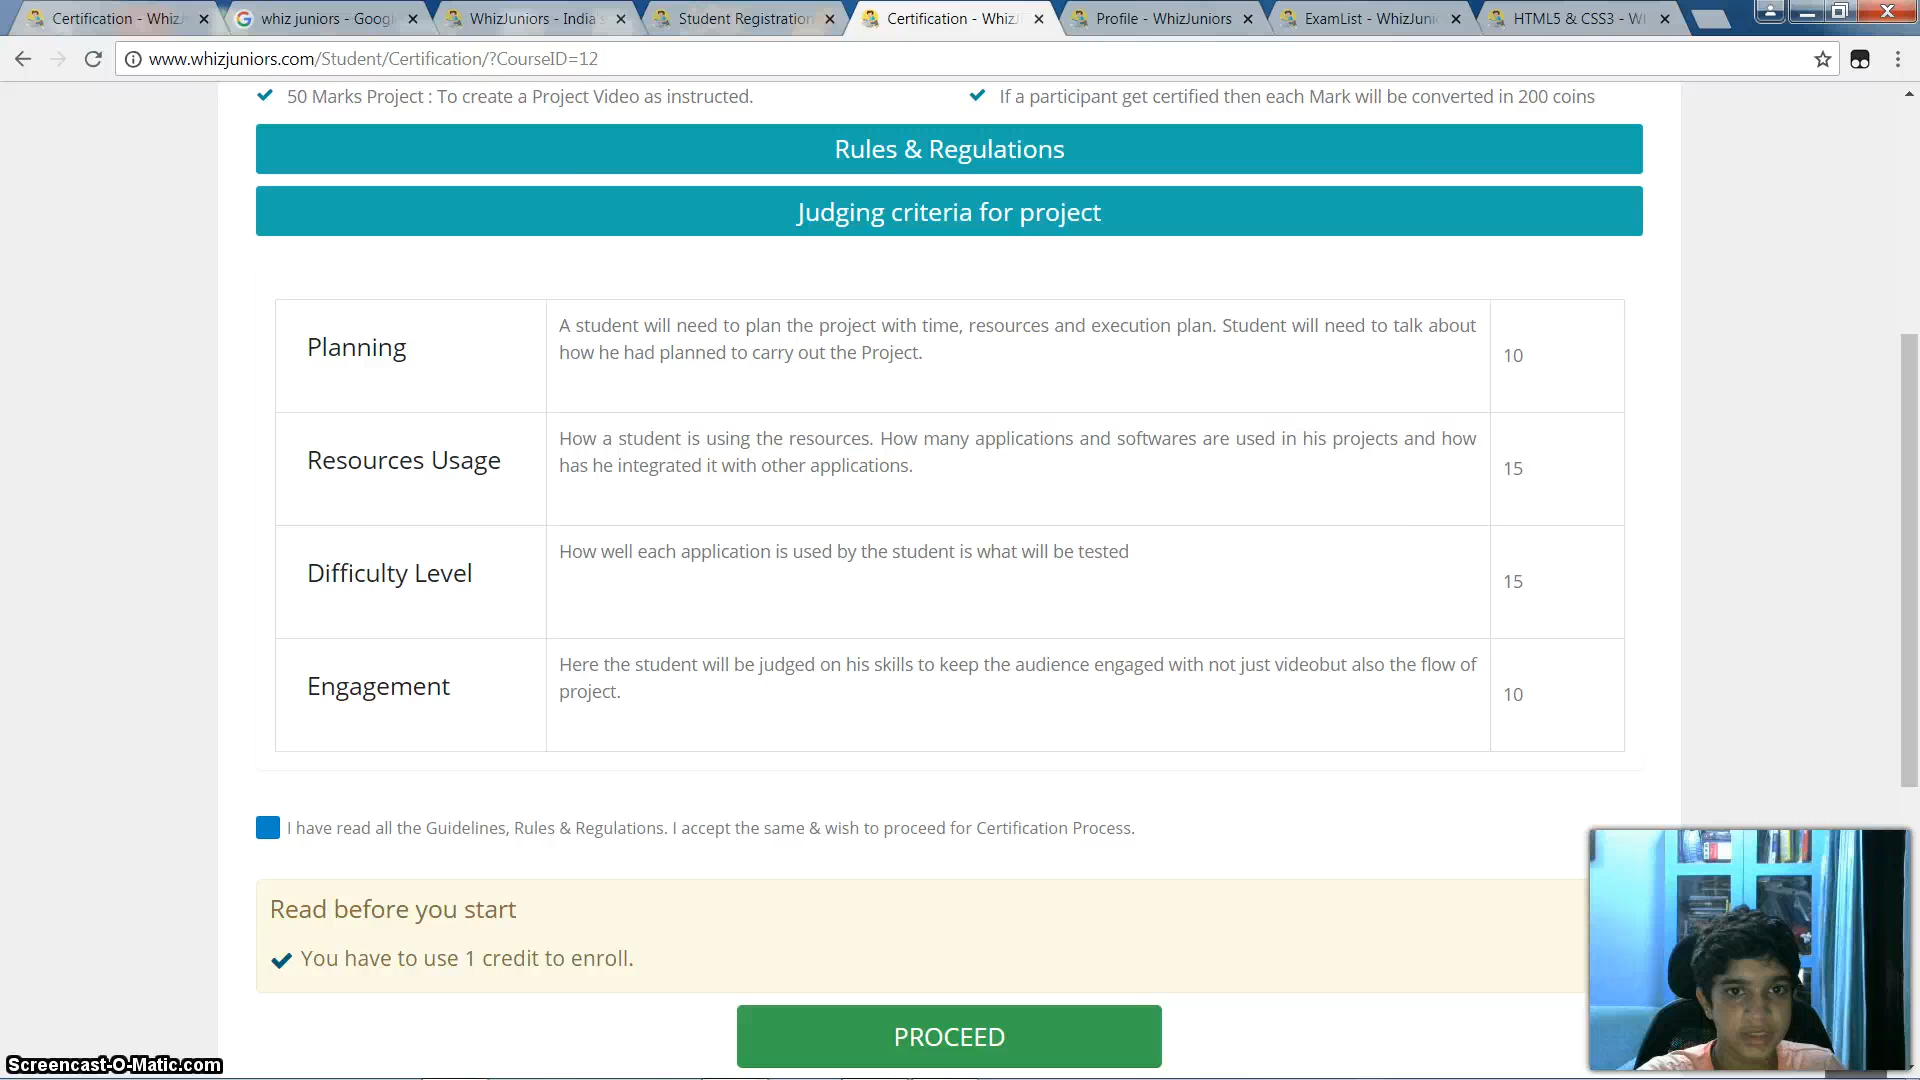 Certification - Whiz
whiz juniors - Googl
WhizJuniors - India's
Student Registration
Certification - WhizJ
Profile - WhizJuniors
ExamList - WhizJunio
HTML5 & CSS3 - W
www.whizjuniors.com/Student/Certification/?CourseID=12
50 Marks Project : To create a Project Video as instructed.
If a participant get certified then each Mark will be converted in 200 coins
Rules & Regulations
Judging criteria for project
Planning
A student will need to plan the project with time, resources and execution plan. Student will need to talk about
how he had planned to carry out the Project.
10
Resources Usage
How a student is using the resources. How many applications and softwares are used in his projects and how
has he integrated it with other applications.
15
Difficulty Level
How well each application is used by the student is what will be tested
15
Engagement
Here the student will be judged on his skills to keep the audience engaged with not just videobut also the flow of
project.
10
I have read all the Guidelines, Rules & Regulations. I accept the same & wish to proceed for Certification Process.
Read before you start
You have to use 1 credit to enroll.
PROCEED
Screencast-O-Matic.com